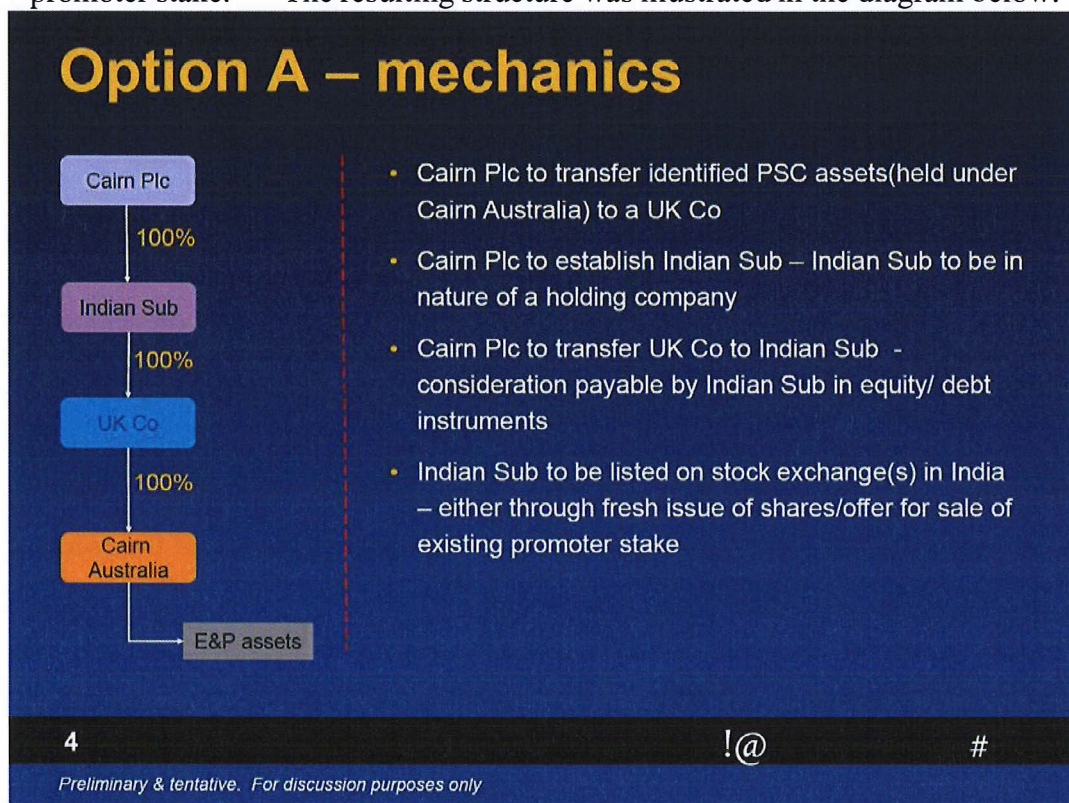 promoter stake. The resulting structure was illustrated in the diagram below:
Option A – mechanics
Cairn Plc
100%
Indian Sub
100%
UK Co
100%
Cairn
Australia
E&P assets
• Cairn Plc to transfer identified PSC assets(held under
Cairn Australia) to a UK Co
• Cairn Plc to establish Indian Sub – Indian Sub to be in
nature of a holding company
• Cairn Plc to transfer UK Co to Indian Sub -
consideration payable by Indian Sub in equity/ debt
instruments
• Indian Sub to be listed on stock exchange(s) in India
– either through fresh issue of shares/offer for sale of
existing promoter stake
4
!@ #
Preliminary & tentative. For discussion purposes only